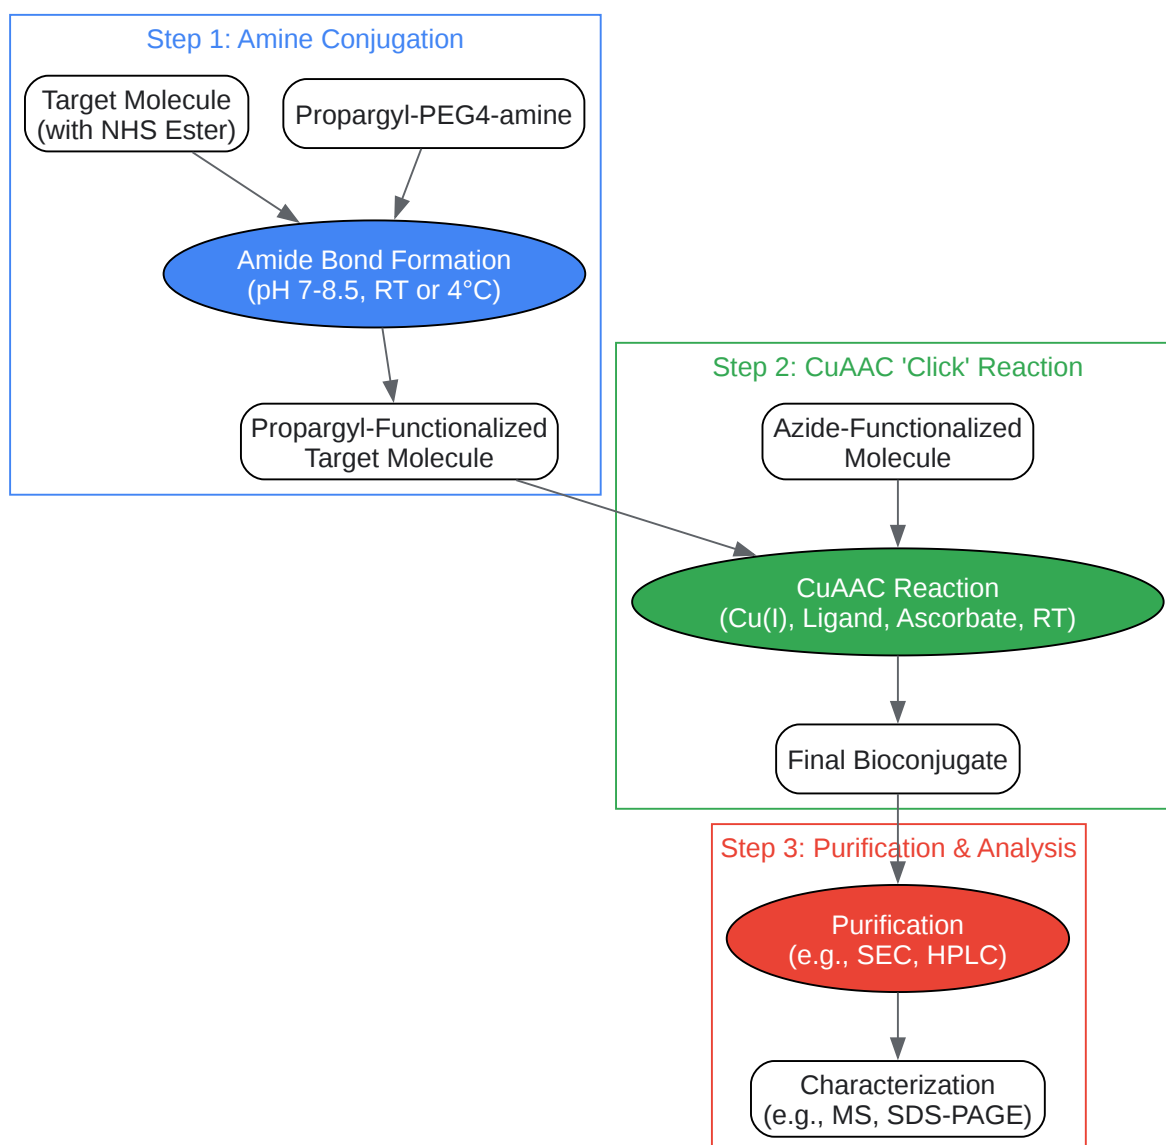 Step 1: Amine Conjugation
Target Molecule
(with NHS Ester)
Propargyl-PEG4-amine
Amide Bond Formation
(pH 7-8.5, RT or 4°C)
Propargyl-Functionalized
Target Molecule
Step 2: CuAAC 'Click' Reaction
Azide-Functionalized
Molecule
CuAAC Reaction
(Cu(I), Ligand, Ascorbate, RT)
Final Bioconjugate
Step 3: Purification & Analysis
Purification
(e.g., SEC, HPLC)
Characterization
(e.g., MS, SDS-PAGE)